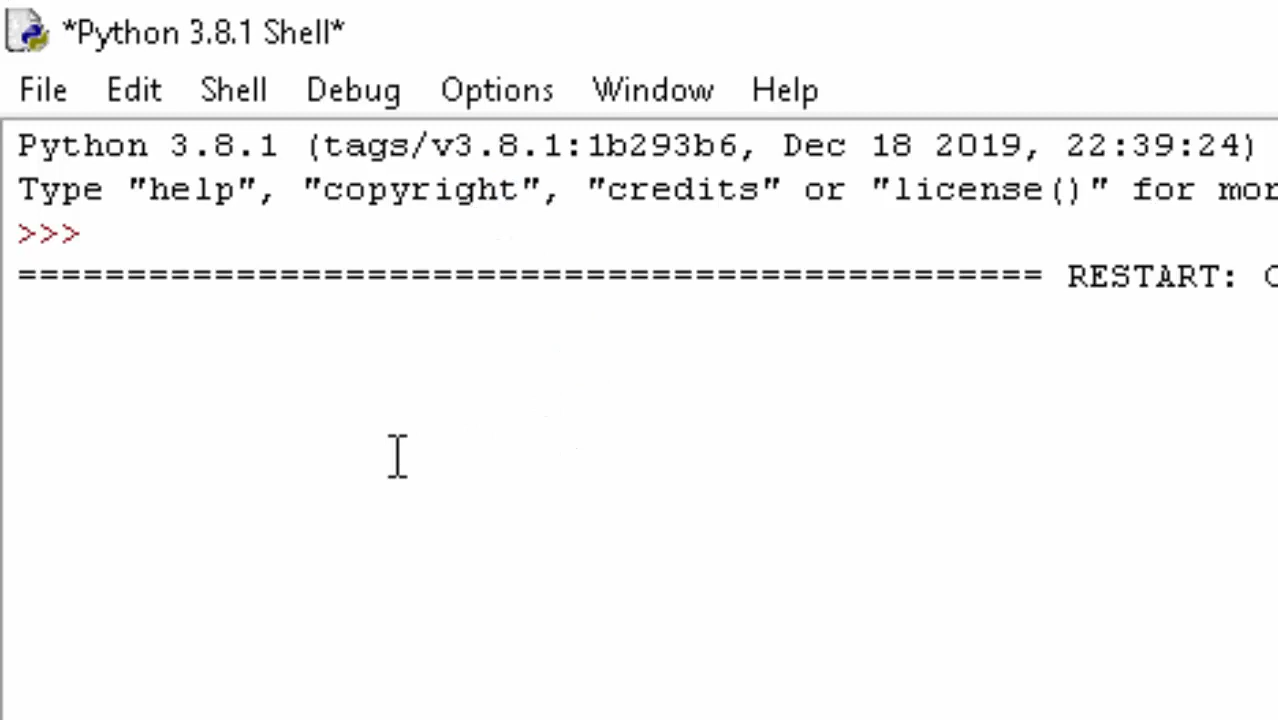 *Python 3.8.1 Shell*
File Edit Shell Debug Options Window Help
Python 3.8.1 (tags/v3.8.1:1b293b6, Dec 18 2019, 22:39:24)
Type "help", "copyright", "credits" or "license()" for mor
>>>
=============================================== RESTART: C